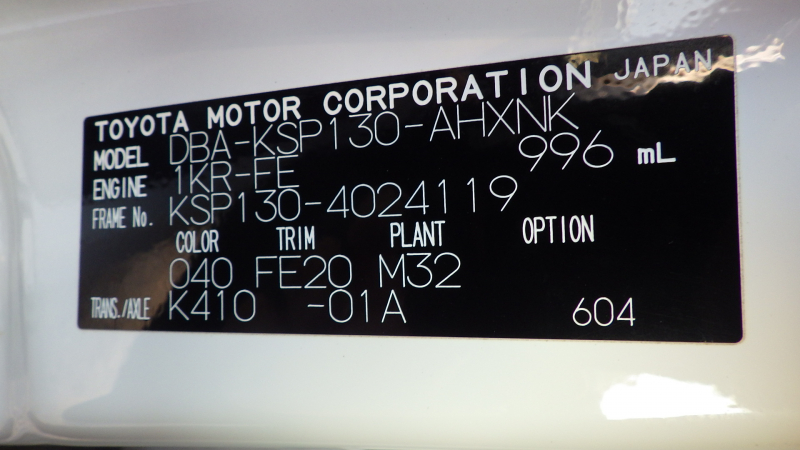 TOYOTA MOTOR CORPORATION JAPAN
MODEL DBA-KSP130-AHXNK
ENGINE 1KR-FE 996 mL
FRAME No. KSP130-4024119
COLOR TRIM PLANT OPTION
040 FE20 M32
TRANS./AXLE K410 -01A 604